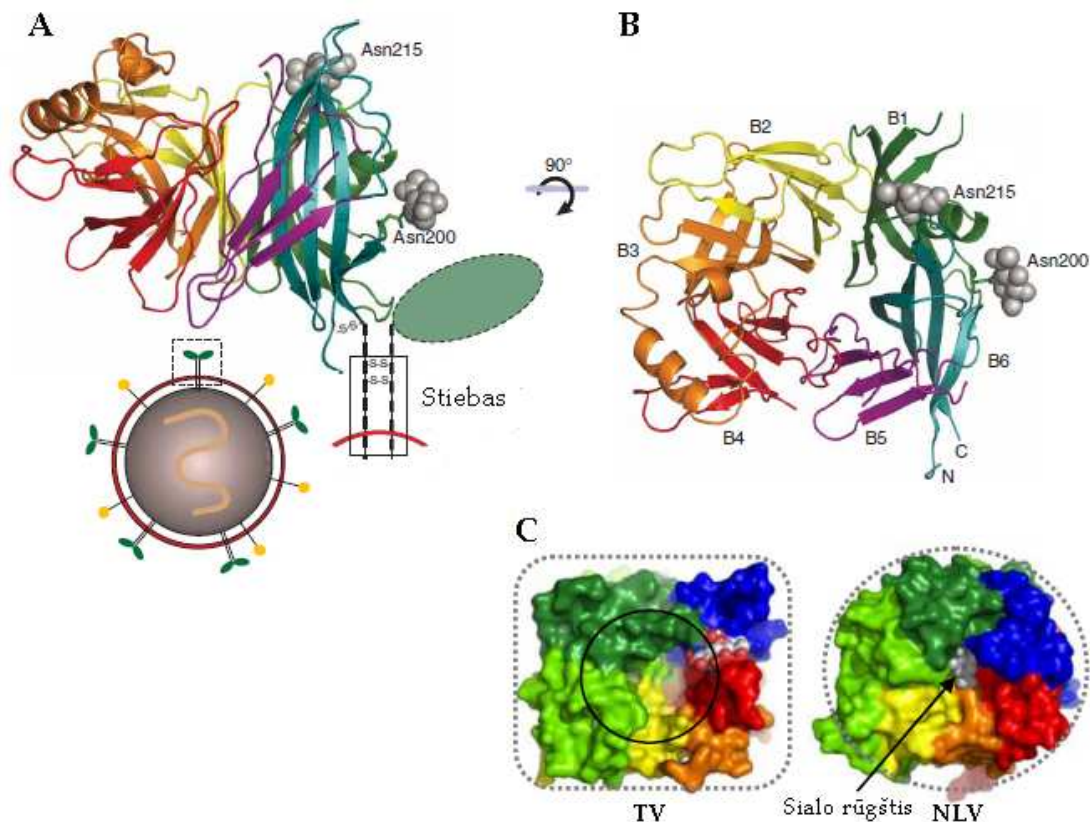 A
Asn215
Asn200
S-S
S-S
S-S
Stiebas
90°
B
B1
B2
Asn215
Asn200
B3
B6
B4
B5
C
N
C
TV
Sialo rūgštis
NLV